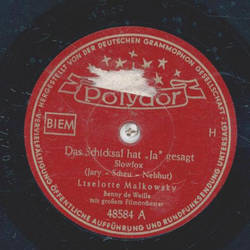 HERGESTELLT VON DER DEUTSCHEN GRAMMOPHON GESELLSCHAFT
Polydor
BIEM
H
Das Schicksal hat "Ja" gesagt
Slowfox
(Jary - Scheu - Nebhut)
Liselotte Malkowsky
Benny de Weille
mit großem Filmorchester
48584 A
VERVIELFÄLTIGUNG ÖFFENTLICHE AUFFÜHRUNG UND RUNDFUNKSENDUNG UNTERSAGT